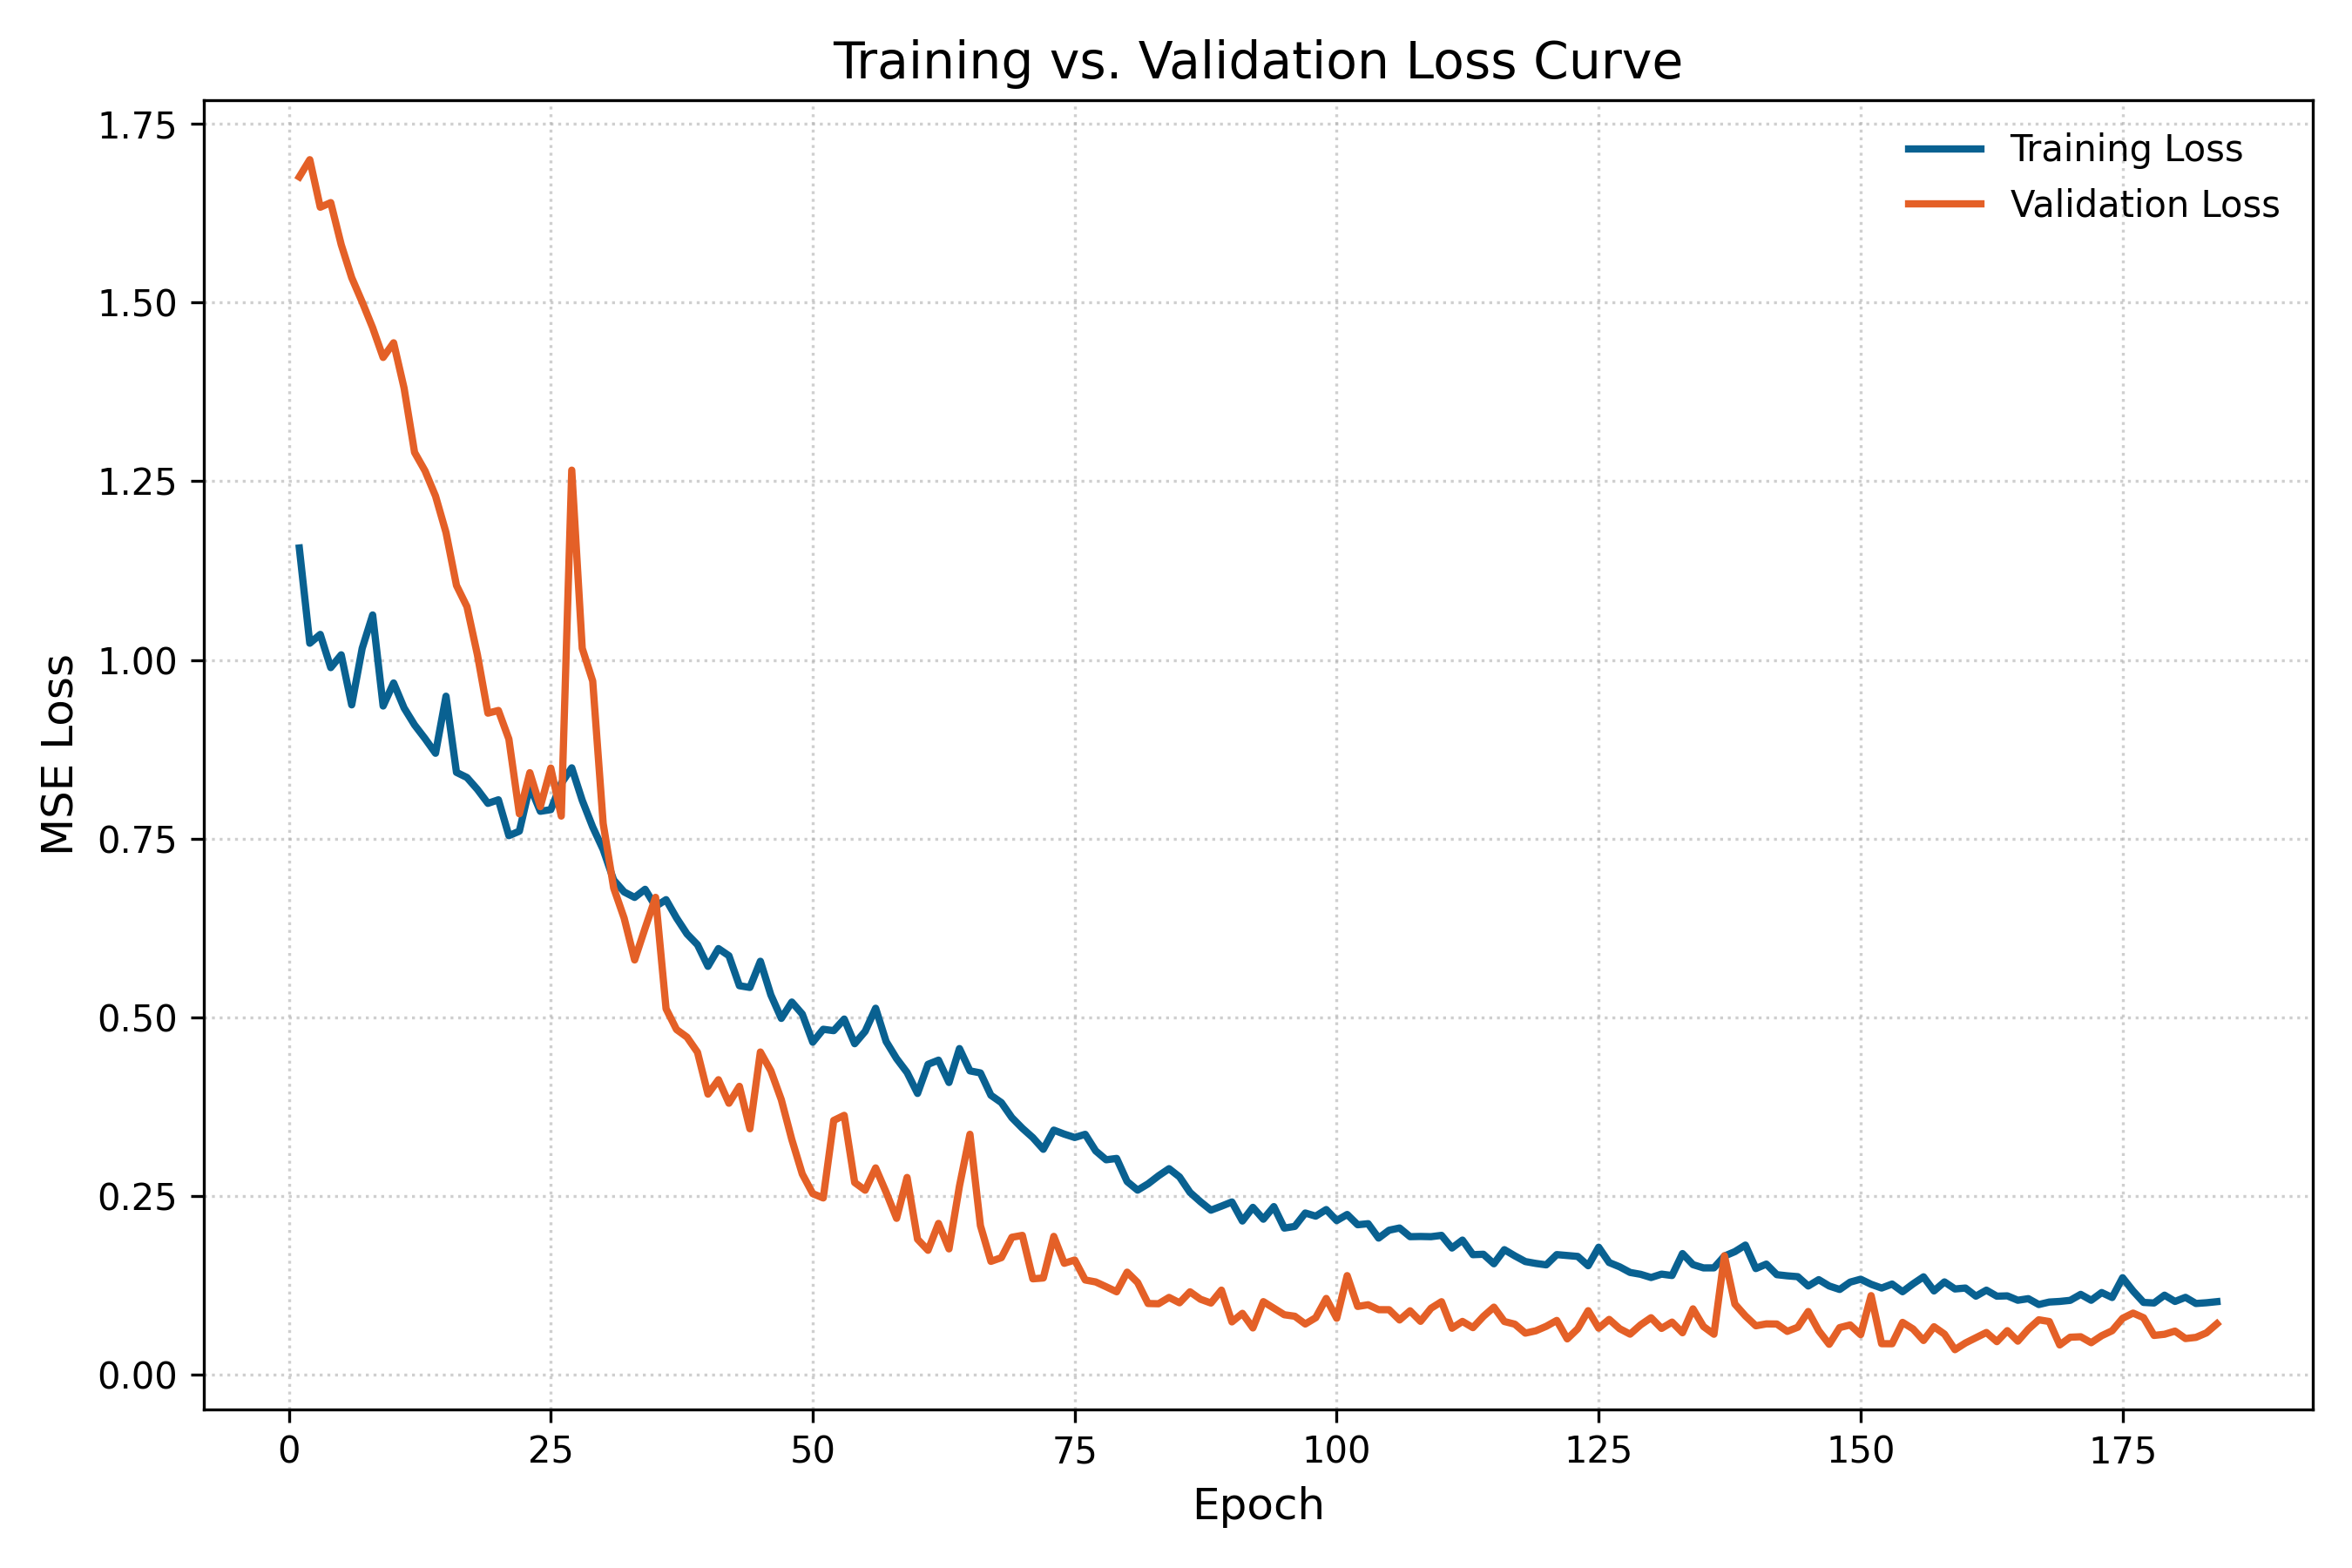 Training vs. Validation Loss Curve
Training Loss
Validation Loss
MSE Loss
1.75
1.50
1.25
1.00
0.75
0.50
0.25
0.00
0 25 50 75 100 125 150 175
Epoch